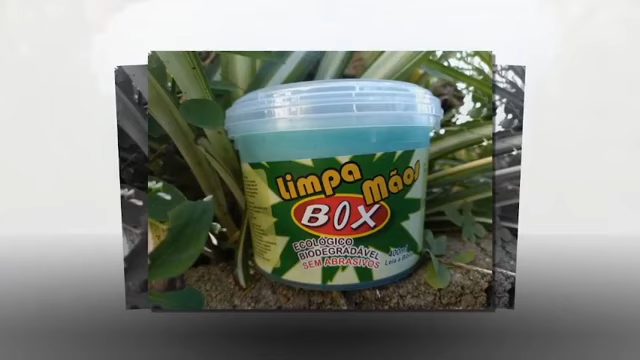 Limpa
Mãos
BOX
ECOLÓGICO
BIODEGRADÁVEL
SEM ABRASIVOS